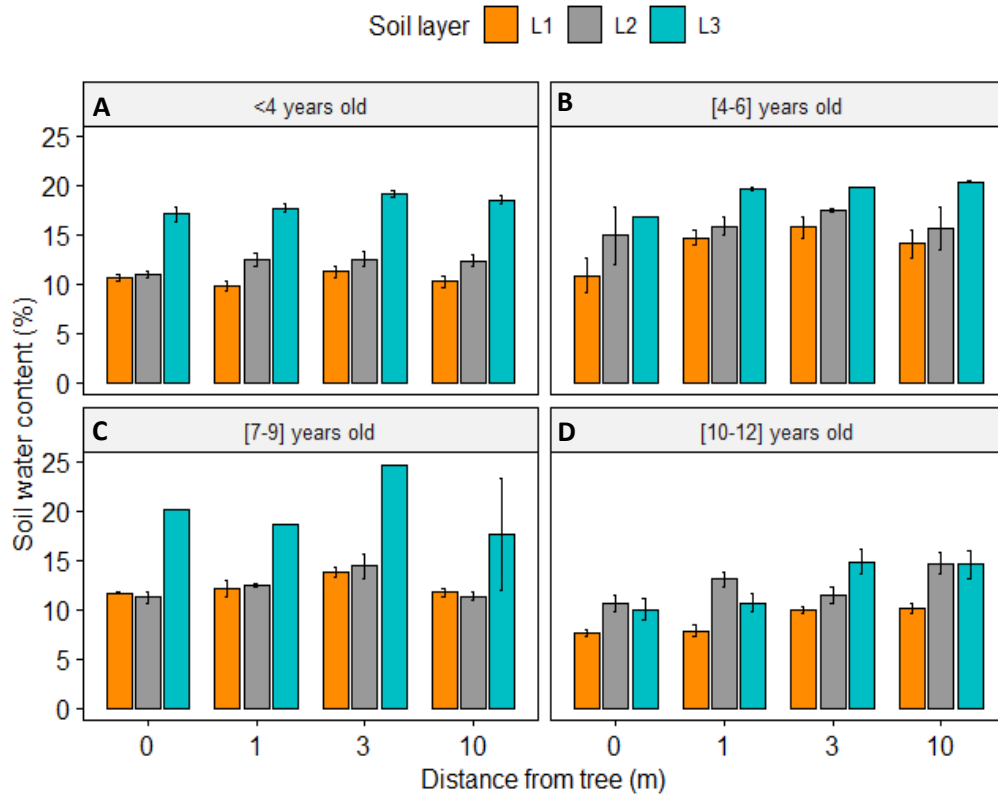 Soil layer L1 L2 L3
A <4 years old
B [4-6] years old
25
20
15
10
5
0
C [7-9] years old
D [10-12] years old
25
20
15
10
5
0
Soil water content (%)
0 1 3 10
0 1 3 10
Distance from tree (m)